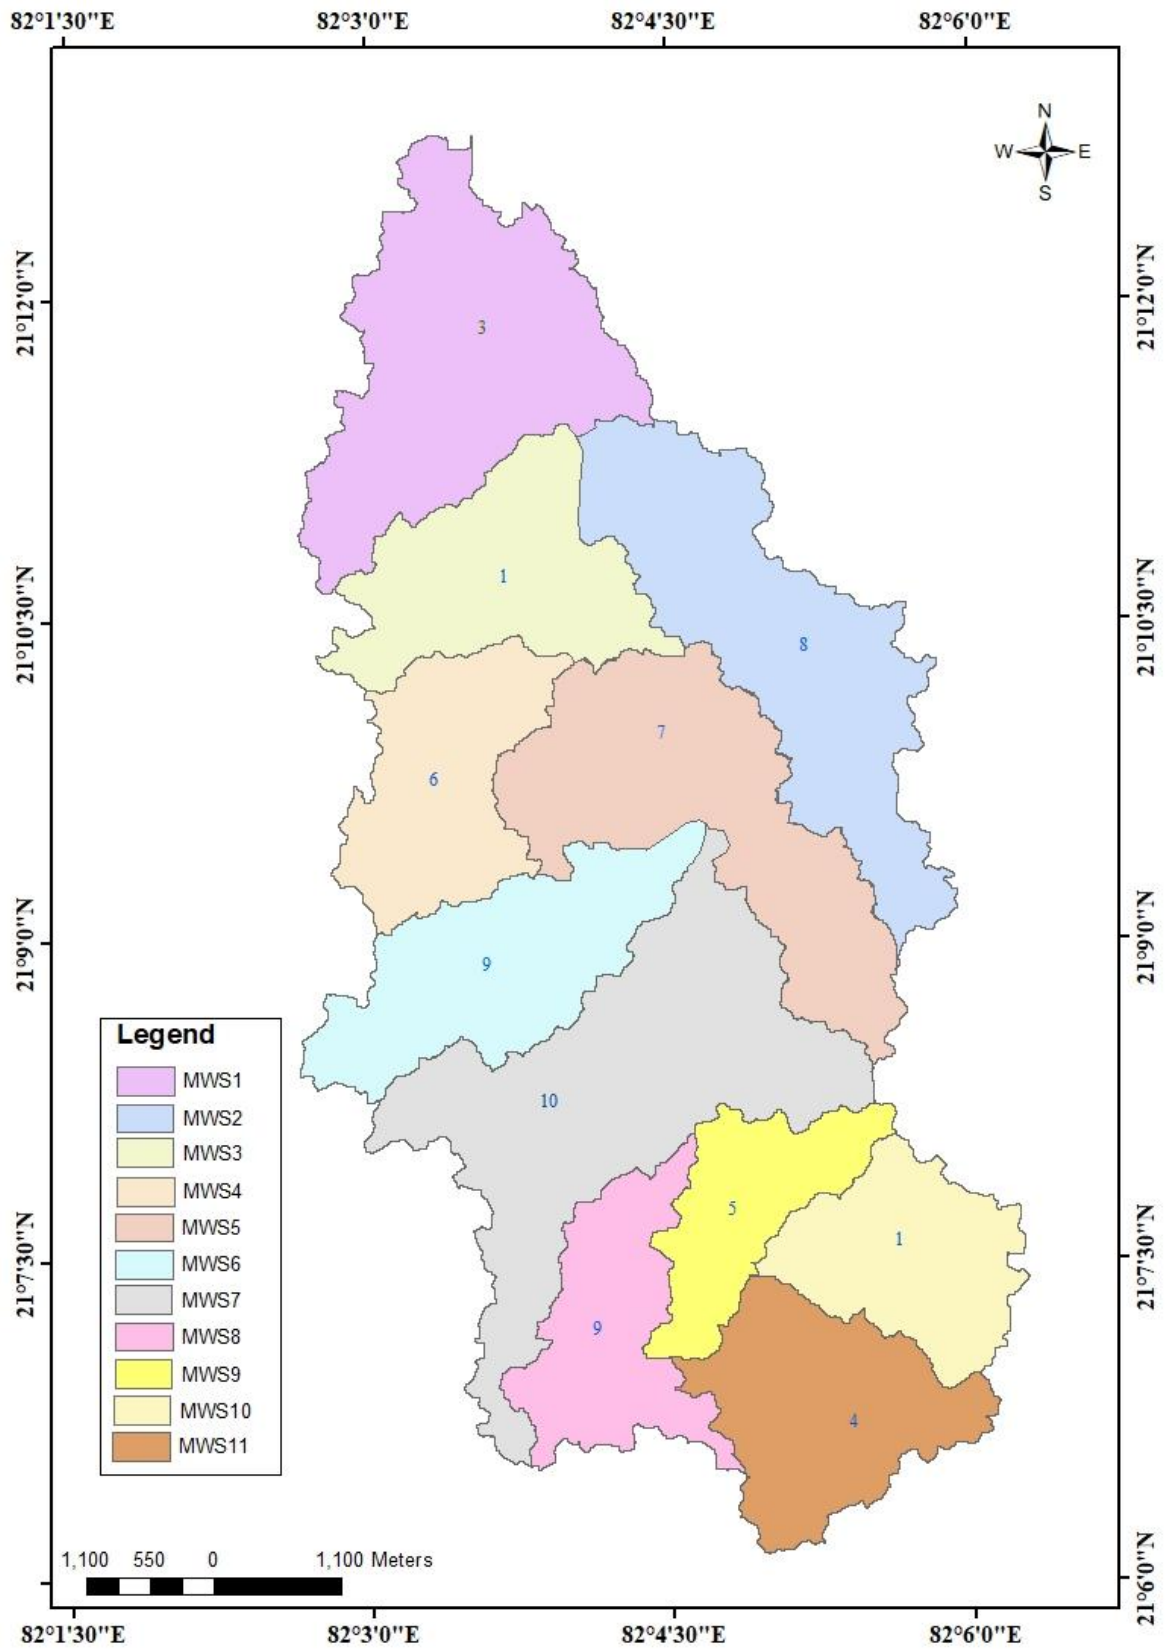 82°1'30"E 82°3'0"E 82°4'30"E 82°6'0"E
N
W E
S
21°12'0"N 21°12'0"N
3
1
21°10'30"N 21°10'30"N
8
7
6
21°9'0"N 21°9'0"N
9
Legend
MWS1
MWS2
MWS3
MWS4
MWS5
MWS6
MWS7
MWS8
MWS9
MWS10
MWS11
10
5
1
21°7'30"N 21°7'30"N
9
4
1,100 550 0 1,100 Meters
21°6'0"N
82°1'30"E 82°3'0"E 82°4'30"E 82°6'0"E